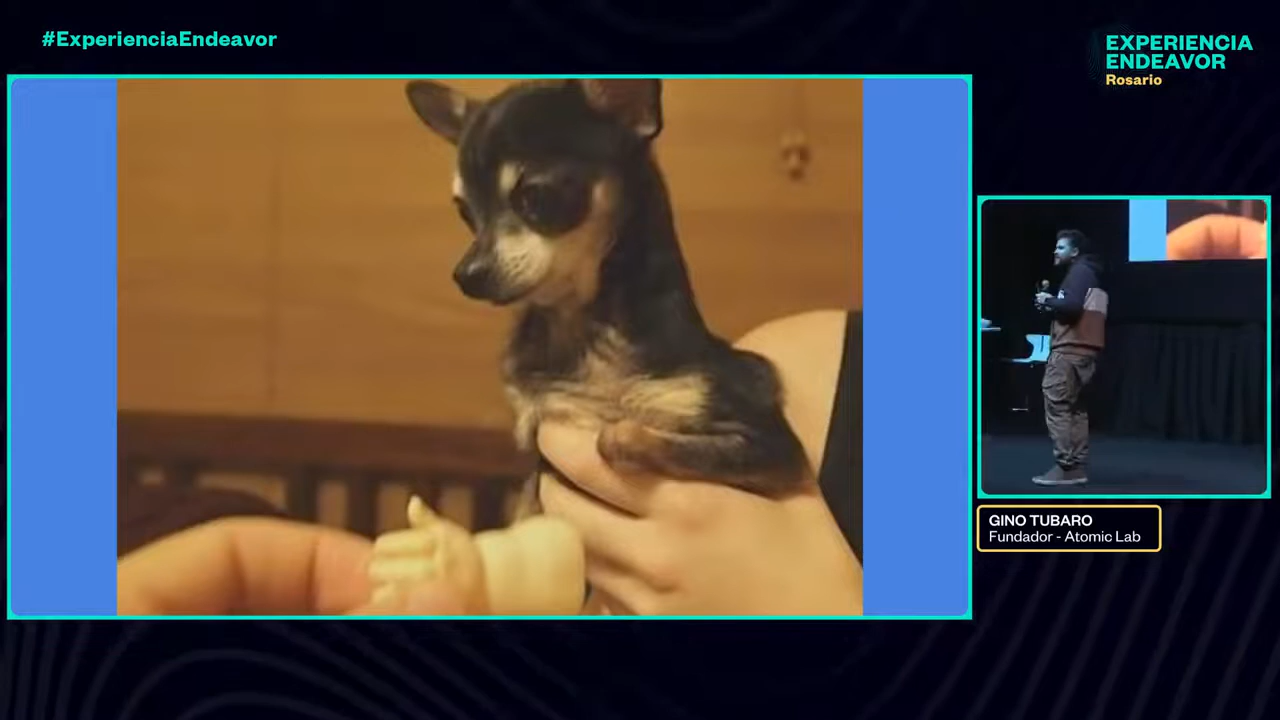 #ExperienciaEndeavor
EXPERIENCIA
ENDEAVOR
Rosario
GINO TUBARO
Fundador - Atomic Lab